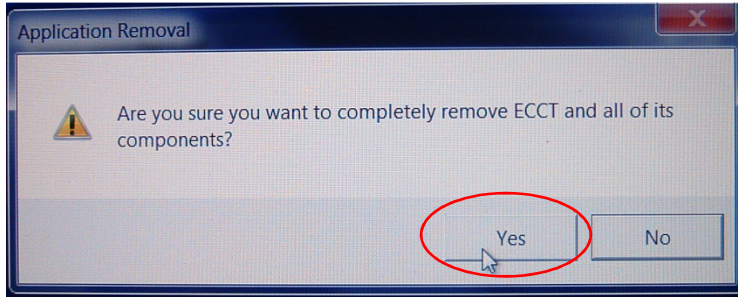 Application Removal
Are you sure you want to completely remove ECCT and all of its
components?
Yes
No